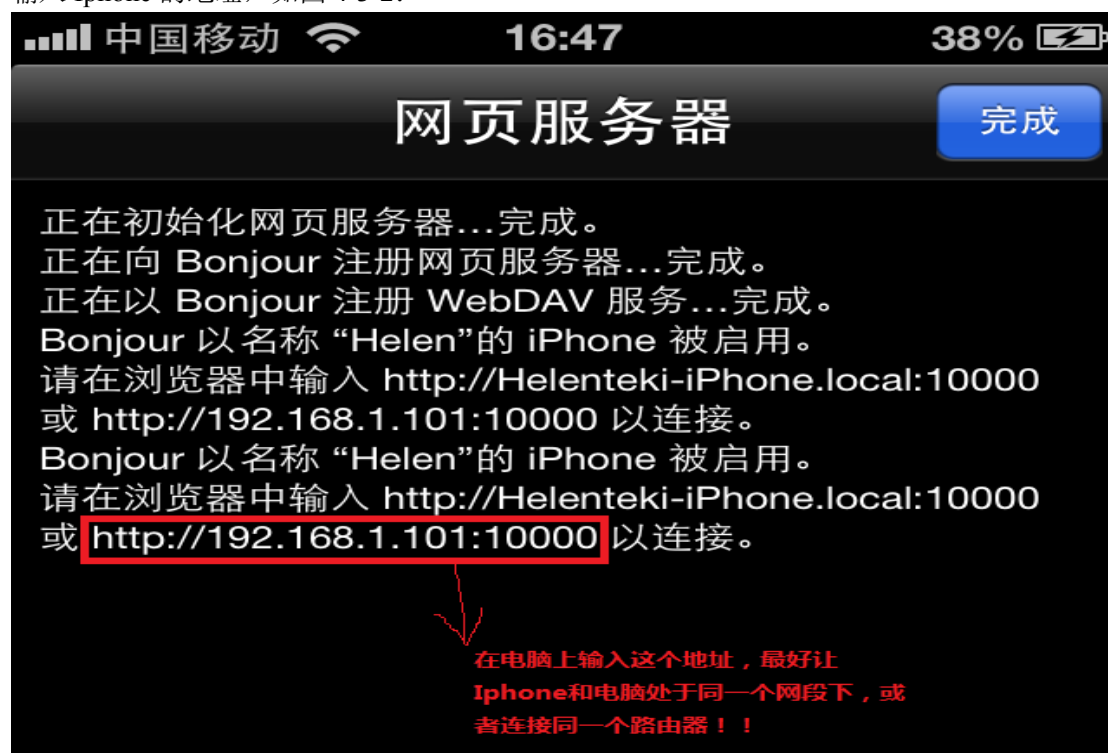 中国移动 16:47 38%
网页服务器 完成
正在初始化网页服务器...完成。
正在向 Bonjour 注册网页服务器...完成。
正在以 Bonjour 注册 WebDAV 服务...完成。
Bonjour 以名称 “Helen”的 iPhone 被启用。
请在浏览器中输入 http://Helenteki-iPhone.local:10000
或 http://192.168.1.101:10000 以连接。
Bonjour 以名称 “Helen”的 iPhone 被启用。
请在浏览器中输入 http://Helenteki-iPhone.local:10000
或 http://192.168.1.101:10000 以连接。
在电脑上输入这个地址，最好让
Iphone和电脑处于同一个网段下，或
者连接同一个路由器！！